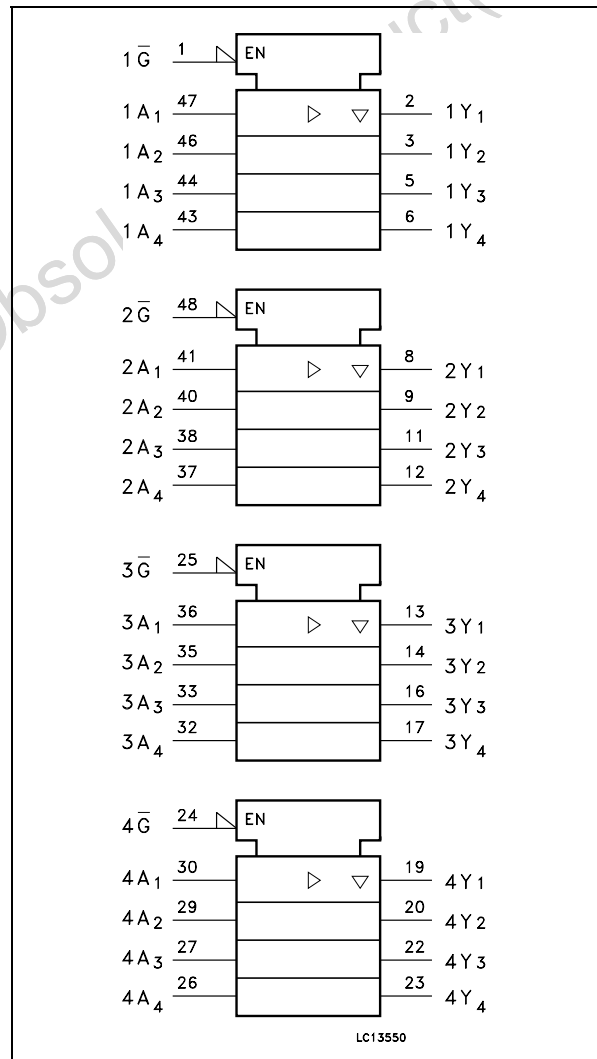 1G̅ 1 EN
1A1 47 2 1Y1
1A2 46 3 1Y2
1A3 44 5 1Y3
1A4 43 6 1Y4
2G̅ 48 EN
2A1 41 8 2Y1
2A2 40 9 2Y2
2A3 38 11 2Y3
2A4 37 12 2Y4
3G̅ 25 EN
3A1 36 13 3Y1
3A2 35 14 3Y2
3A3 33 16 3Y3
3A4 32 17 3Y4
4G̅ 24 EN
4A1 30 19 4Y1
4A2 29 20 4Y2
4A3 27 22 4Y3
4A4 26 23 4Y4
LC13550